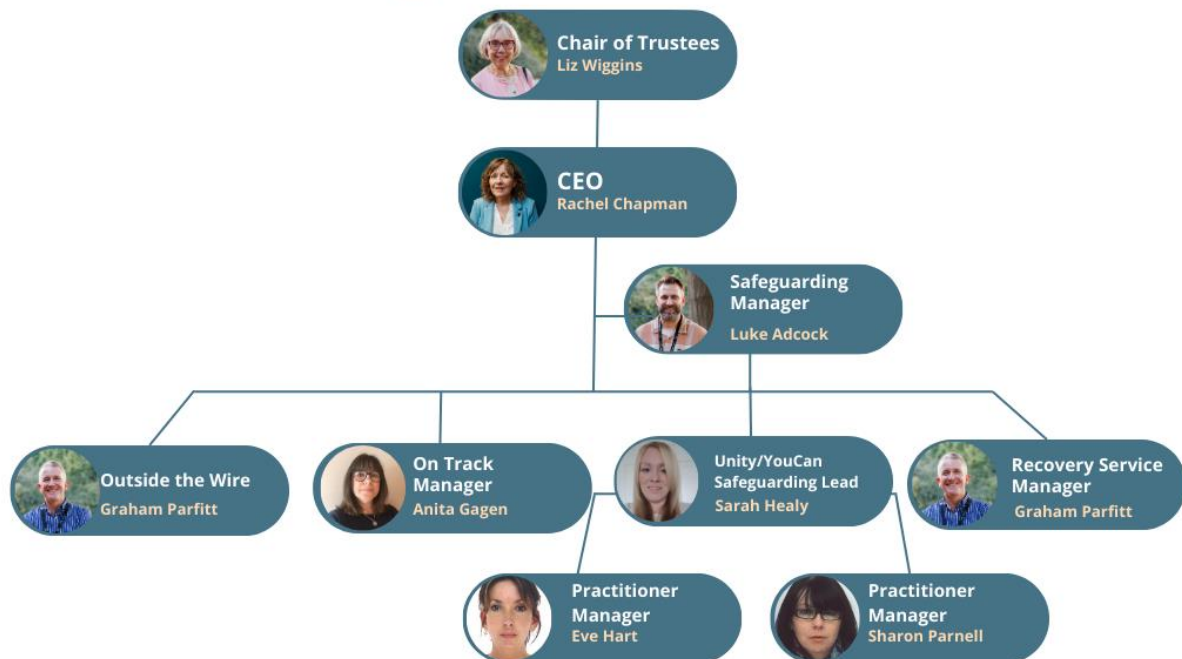 Chair of Trustees
Liz Wiggins
CEO
Rachel Chapman
Safeguarding
Manager
Luke Adcock
Outside the Wire
Graham Parfitt
On Track
Manager
Anita Gagen
Unity/YouCan
Safeguarding Lead
Sarah Healy
Recovery Service
Manager
Graham Parfitt
Practitioner
Manager
Eve Hart
Practitioner
Manager
Sharon Parnell